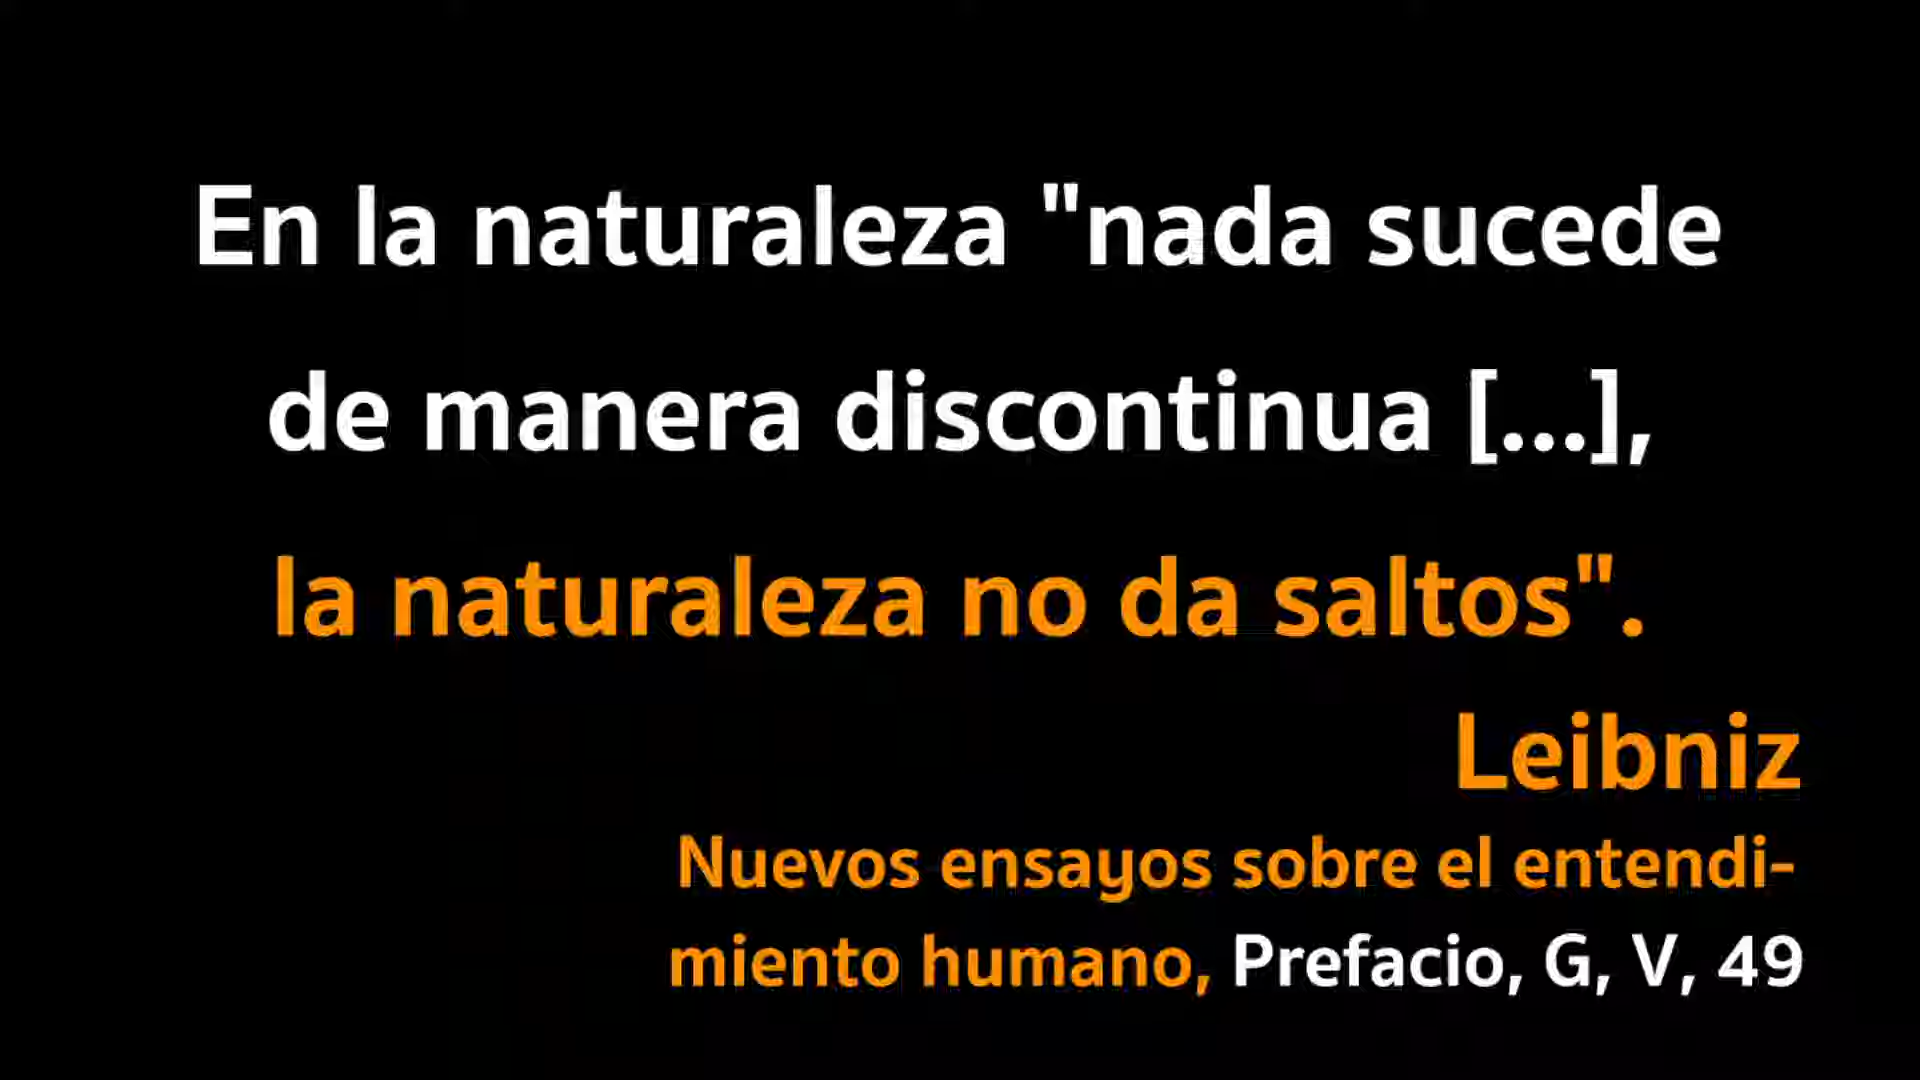 En la naturaleza "nada sucede
de manera discontinua [...],
la naturaleza no da saltos".
Leibniz
Nuevos ensayos sobre el entendi-
miento humano, Prefacio, G, V, 49